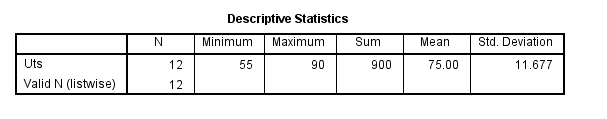 Descriptive Statistics
N Minimum Maximum Sum Mean Std. Deviation
Uts 12 55 90 900 75.00 11.677
Valid N (listwise) 12